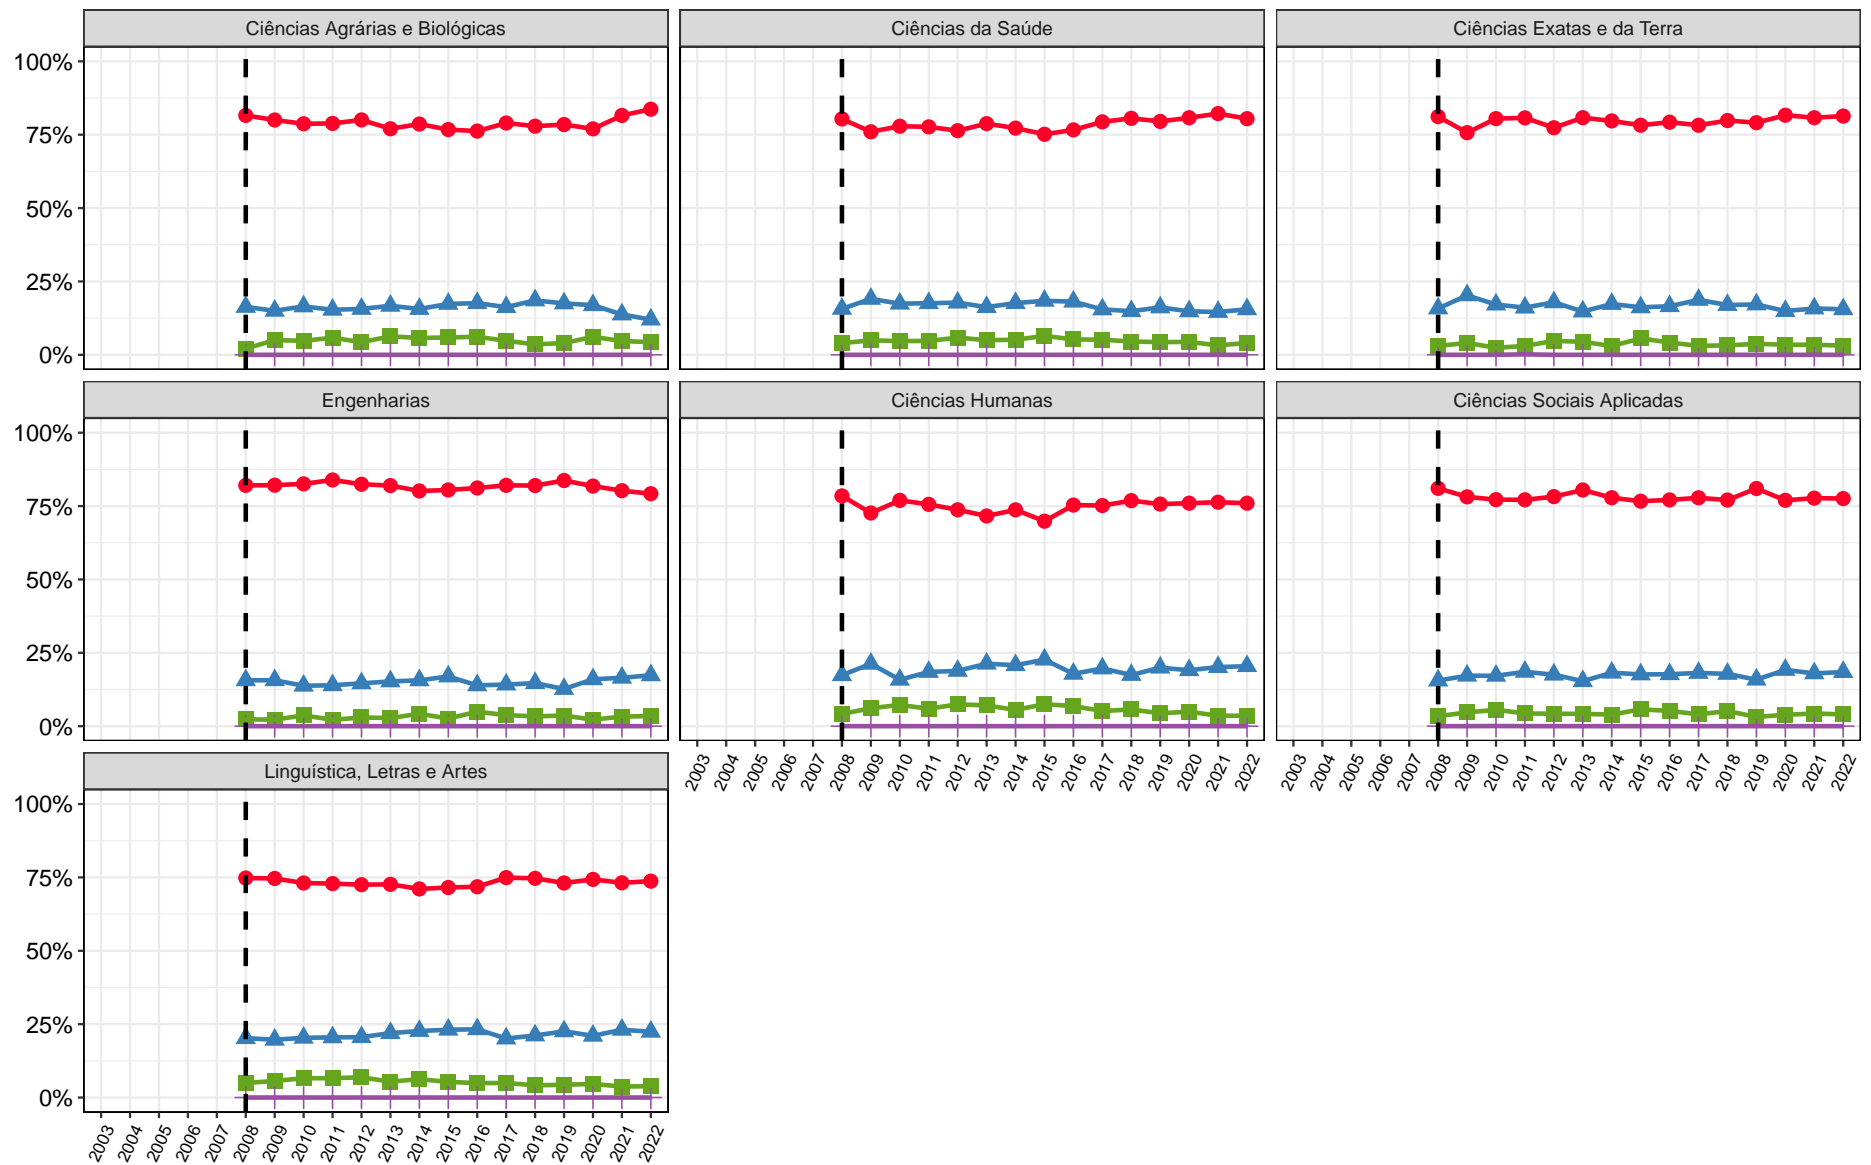 Ciências Agrárias e Biológicas
Ciências da Saúde
Ciências Exatas e da Terra
100%
75%
50%
25%
0%
Engenharias
Ciências Humanas
Ciências Sociais Aplicadas
100%
75%
50%
25%
0%
2003 2004 2005 2006 2007 2008 2009 2010 2011 2012 2013 2014 2015 2016 2017 2018 2019 2020 2021 2022
2003 2004 2005 2006 2007 2008 2009 2010 2011 2012 2013 2014 2015 2016 2017 2018 2019 2020 2021 2022
Linguística, Letras e Artes
100%
75%
50%
25%
0%
2003 2004 2005 2006 2007 2008 2009 2010 2011 2012 2013 2014 2015 2016 2017 2018 2019 2020 2021 2022